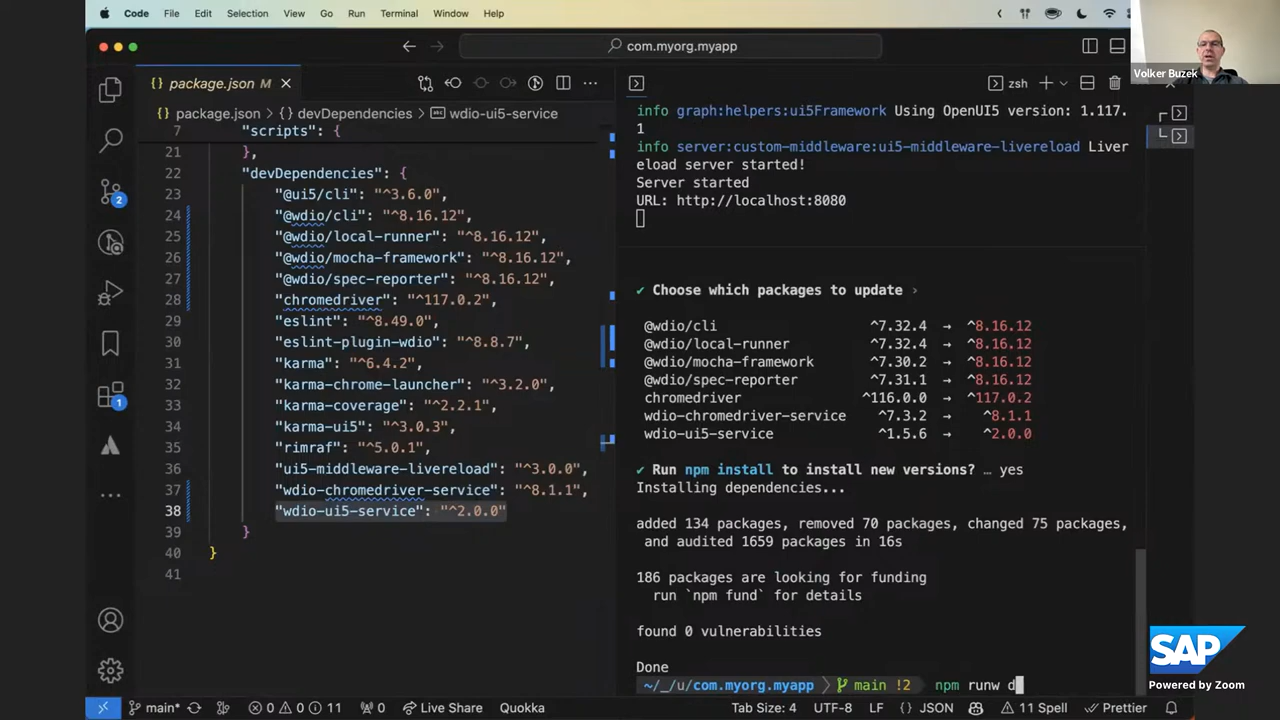 Code File Edit Selection View Go Run Terminal Window Help
com.myorg.myapp
Volker Buzek
package.json M
package.json > {} devDependencies > wdio-ui5-service
7 "scripts": {
21 },
22 "devDependencies": {
23 "@ui5/cli": "^3.6.0",
24 "@wdio/cli": "^8.16.12",
25 "@wdio/local-runner": "^8.16.12",
26 "@wdio/mocha-framework": "^8.16.12",
27 "@wdio/spec-reporter": "^8.16.12",
28 "chromedriver": "^117.0.2",
29 "eslint": "^8.49.0",
30 "eslint-plugin-wdio": "^8.8.7",
31 "karma": "^6.4.2",
32 "karma-chrome-launcher": "^3.2.0",
33 "karma-coverage": "^2.2.1",
34 "karma-ui5": "^3.0.3",
35 "rimraf": "^5.0.1",
36 "ui5-middleware-livereload": "^3.0.0",
37 "wdio-chromedriver-service": "^8.1.1",
38 "wdio-ui5-service": "^2.0.0"
39 }
40 }
41
2
1
zsh
info graph:helpers:ui5Framework Using OpenUI5 version: 1.117.
1
info server:custom-middleware:ui5-middleware-livereload Liver
eload server started!
Server started
URL: http://localhost:8080
✔ Choose which packages to update ›
@wdio/cli ^7.32.4 → ^8.16.12
@wdio/local-runner ^7.32.4 → ^8.16.12
@wdio/mocha-framework ^7.30.2 → ^8.16.12
@wdio/spec-reporter ^7.31.1 → ^8.16.12
chromedriver ^116.0.0 → ^117.0.2
wdio-chromedriver-service ^7.3.2 → ^8.1.1
wdio-ui5-service ^1.5.6 → ^2.0.0
✔ Run npm install to install new versions? … yes
Installing dependencies...
added 134 packages, removed 70 packages, changed 75 packages,
and audited 1659 packages in 16s
186 packages are looking for funding
run `npm fund` for details
found 0 vulnerabilities
Done
~/_/u/com.myorg.myapp main !2 npm runw d
SAP
Powered by Zoom
main* 0 0 11 0 Live Share Quokka Tab Size: 4 UTF-8 LF {} JSON 11 Spell Prettier